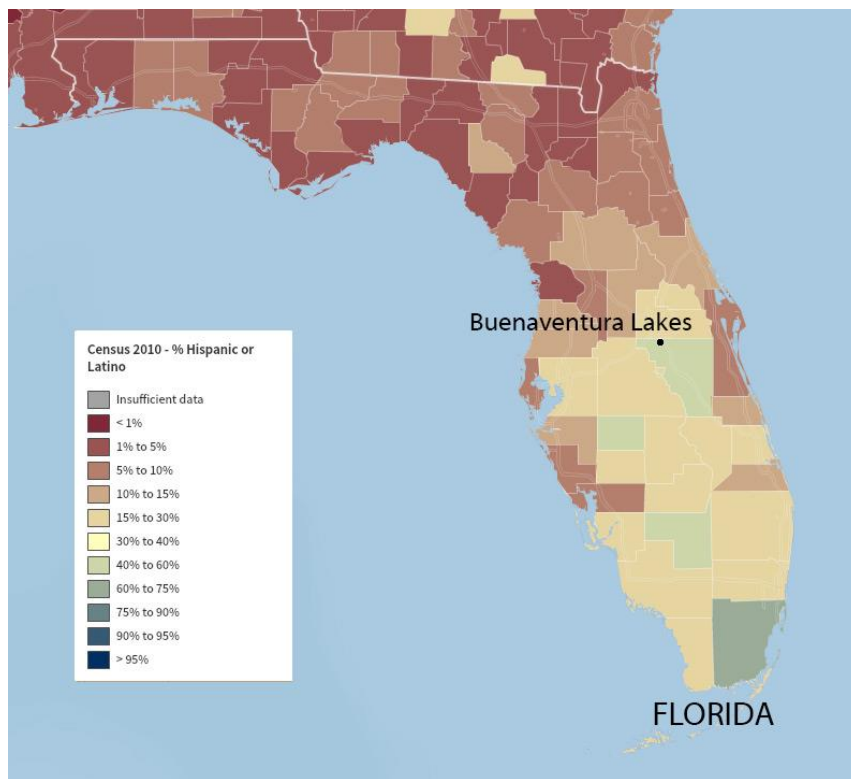 Buenaventura Lakes
Census 2010 - % Hispanic or
Latino
Insufficient data
< 1%
1% to 5%
5% to 10%
10% to 15%
15% to 30%
30% to 40%
40% to 60%
60% to 75%
75% to 90%
90% to 95%
> 95%
FLORIDA